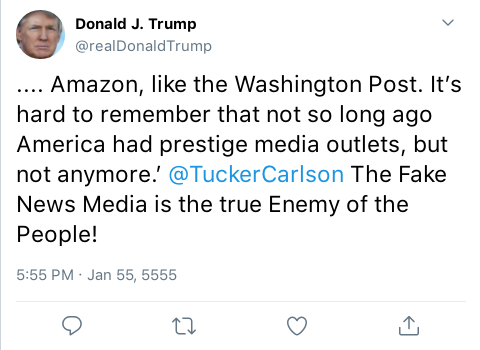 Donald J. Trump
@realDonaldTrump
.... Amazon, like the Washington Post. It’s
hard to remember that not so long ago
America had prestige media outlets, but
not anymore.’ @TuckerCarlson The Fake
News Media is the true Enemy of the
People!
5:55 PM · Jan 55, 5555